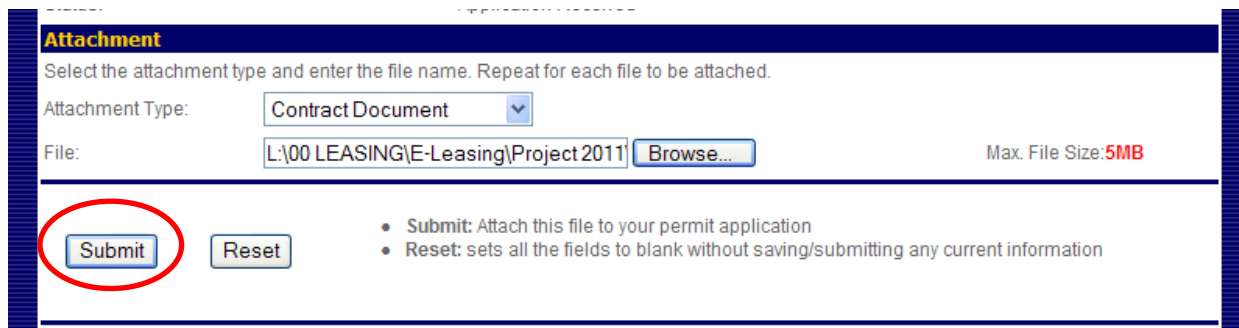 Attachment
Select the attachment type and enter the file name. Repeat for each file to be attached.
Attachment Type: Contract Document
File: L:\00 LEASING\E-Leasing\Project 2011\ Browse... Max. File Size:5MB
Submit Reset
• Submit: Attach this file to your permit application
• Reset: sets all the fields to blank without saving/submitting any current information